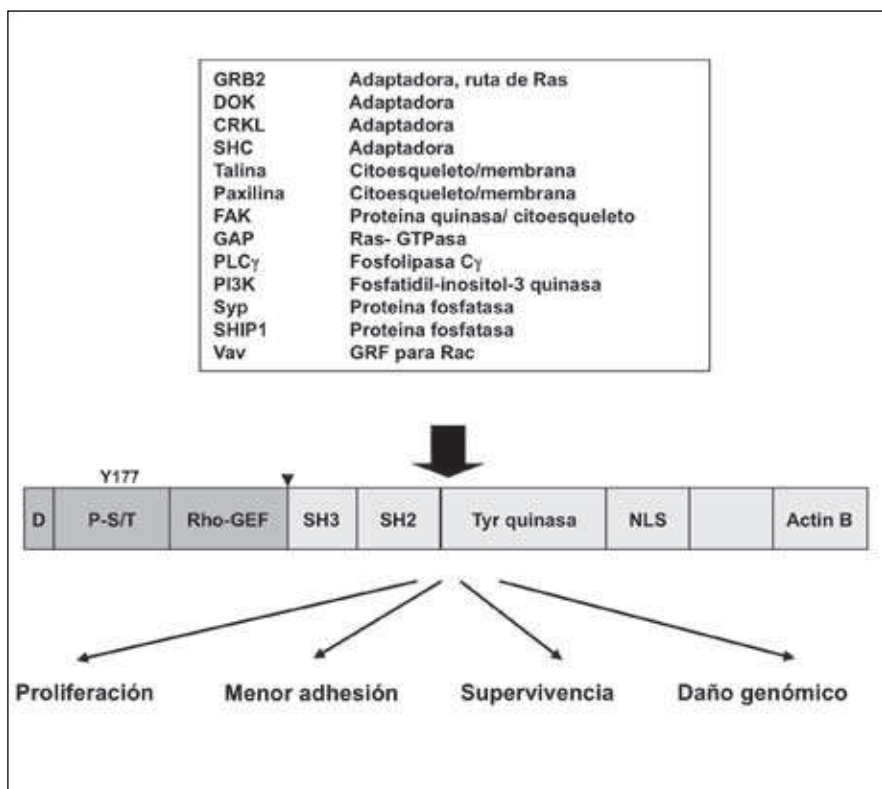 GRB2 Adaptadora, ruta de Ras
DOK Adaptadora
CRKL Adaptadora
SHC Adaptadora
Talina Citoesqueleto/membrana
Paxilina Citoesqueleto/membrana
FAK Proteina quinasa/ citoesqueleto
GAP Ras- GTPasa
PLCγ Fosfolipasa Cγ
PI3K Fosfatidil-inositol-3 quinasa
Syp Proteina fosfatasa
SHIP1 Proteina fosfatasa
Vav GRF para Rac
Y177
D P-S/T Rho-GEF SH3 SH2 Tyr quinasa NLS Actin B
Proliferación Menor adhesión Supervivencia Daño genómico